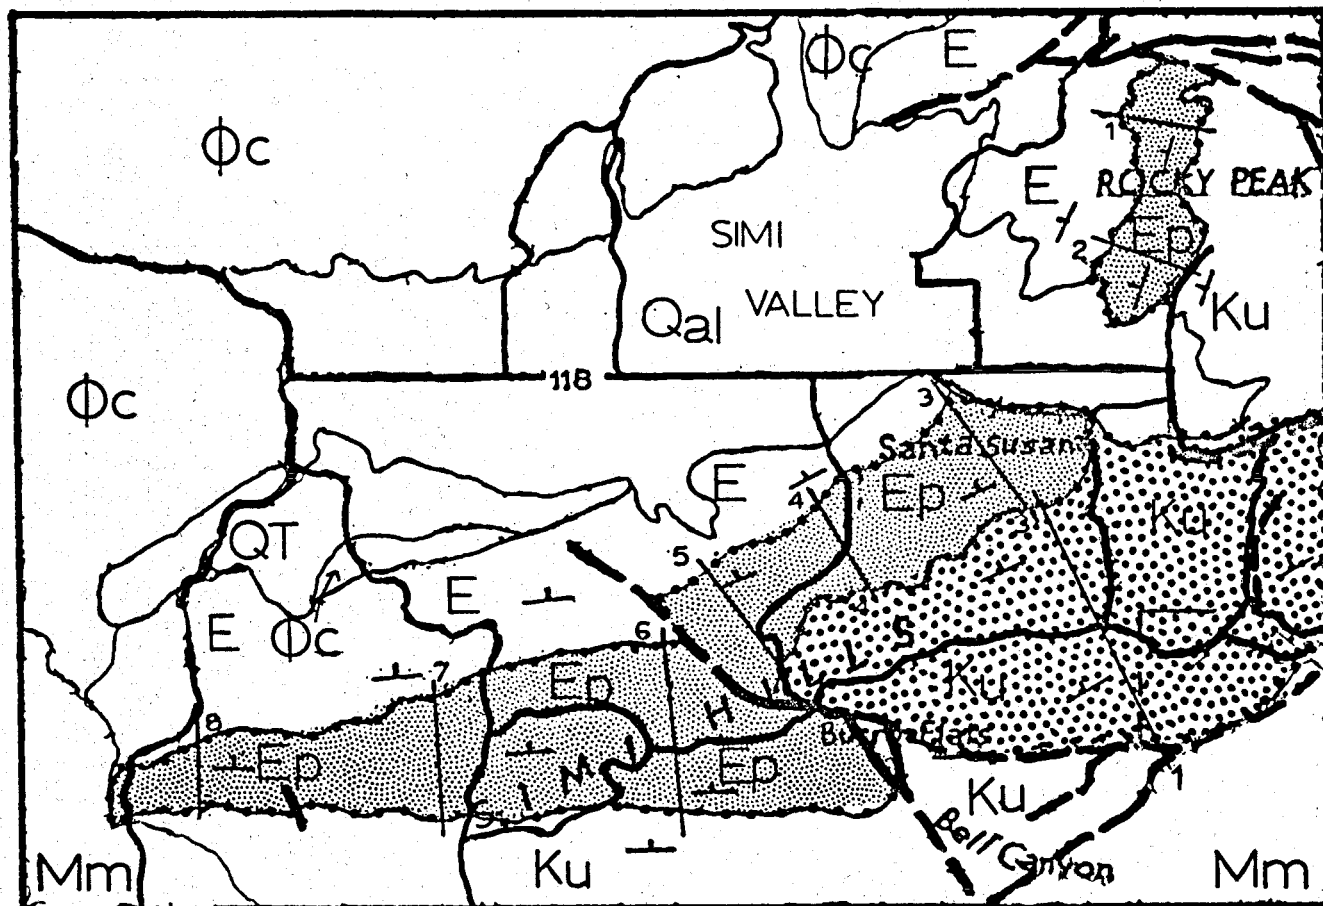 Φc E
Φc
1
E ROCKY PEAK
SIMI
2 Ep
VALLEY
Qal Ku
118
Φc
3
Santa Susan
E
4 Ep
3
Ku
QT
5
4
E
E Φc
6
S
L
L
7
Ep
Ku
I
H
8
Burro Flats
Ep
I
M
Ep
I
S
Ku
1
Bell Canyon
Mm
Ku
Mm